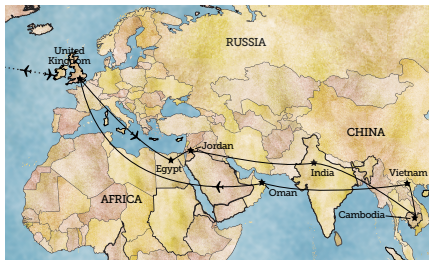 RUSSIA
United
Kingdom
CHINA
Jordan
Egypt
India
Vietnam
Oman
AFRICA
Cambodia